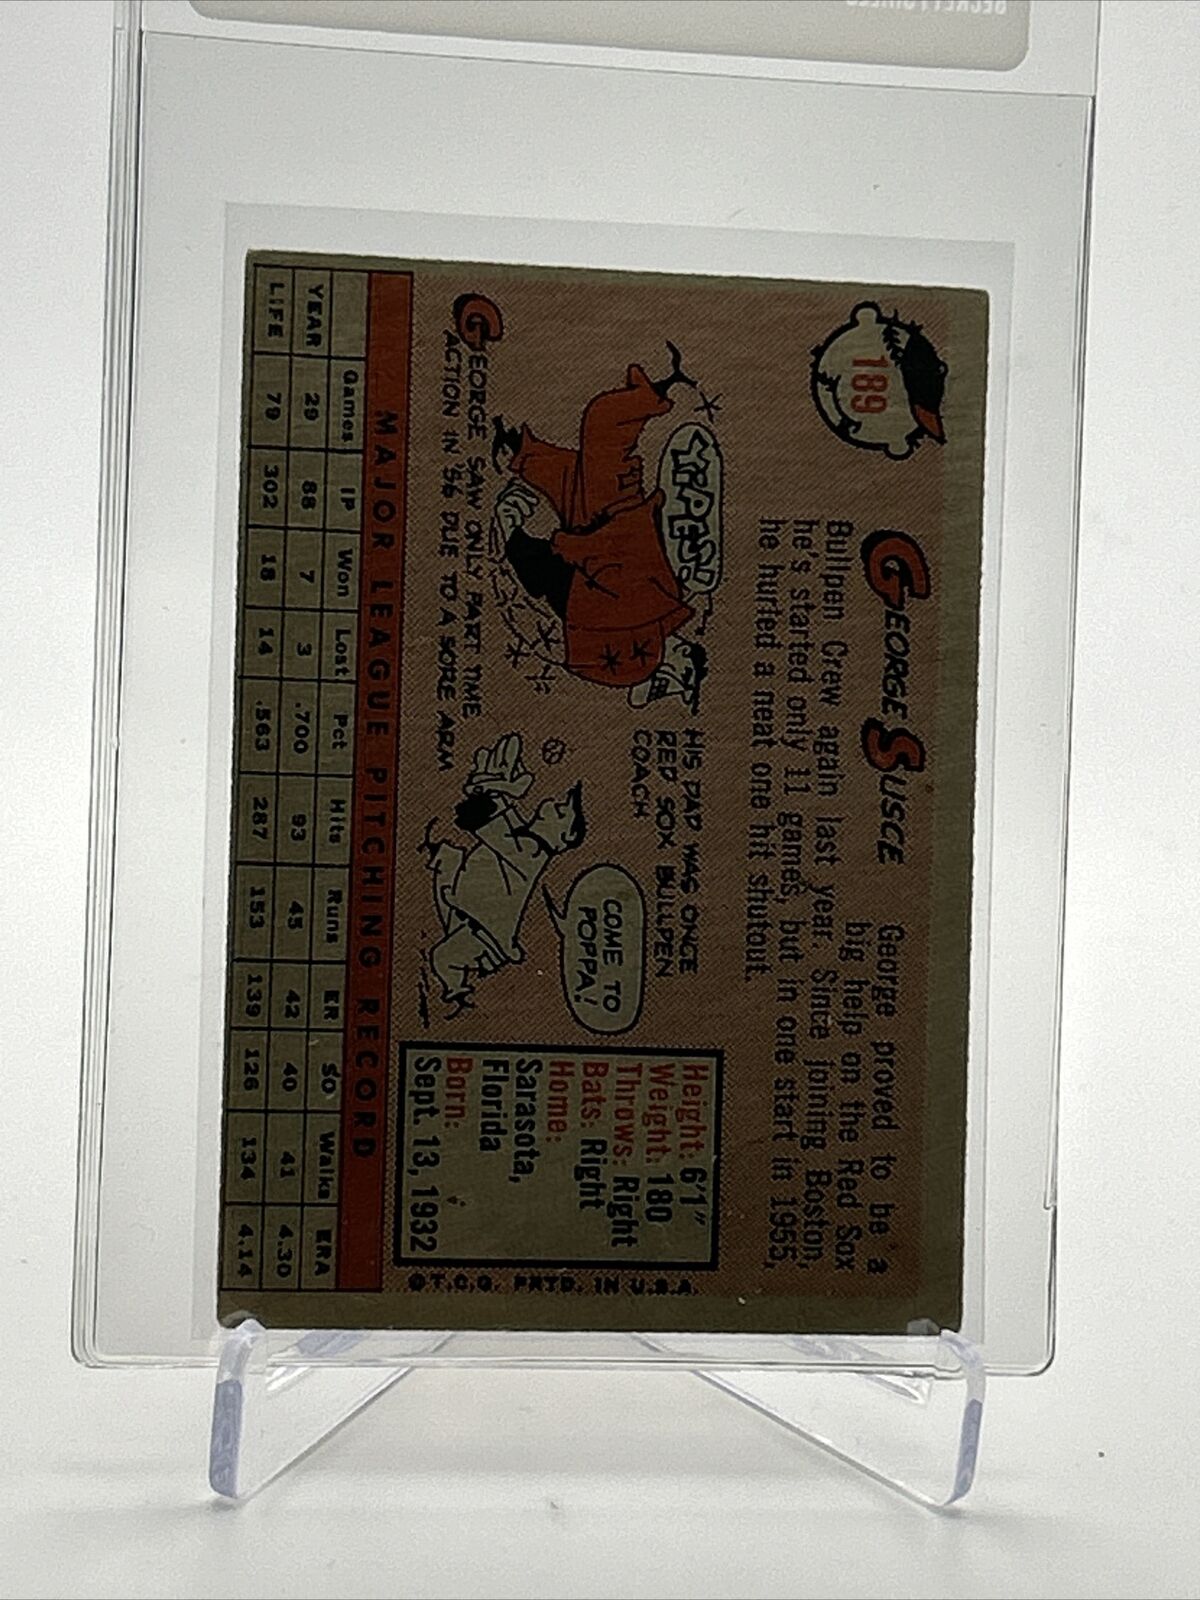 189
GEORGE SUSCE
George proved to be a
big help on the Red Sox
Bullpen Crew again last year. Since joining Boston,
he's started only 11 games, but in one start in 1955,
he hurled a neat one hit shutout.
YIPES!
HIS DAD WAS ONCE
RED SOX BULLPEN
COACH
COME TO
POPPA!
GEORGE SAW ONLY PART TIME
ACTION IN '56 DUE TO A SORE ARM
Height: 6'1"
Weight: 180
Throws: Right
Bats: Right
Home:
Sarasota,
Florida
Born:
Sept. 13, 1932
©T.C.G. PRTD. IN U.S.A.
MAJOR LEAGUE PITCHING RECORD
Games IP Won Lost Pct Hits Runs ER SO Walks ERA
YEAR 29 88 7 3 .700 93 45 42 40 41 4.30
LIFE 79 302 18 14 .563 287 153 139 126 134 4.14